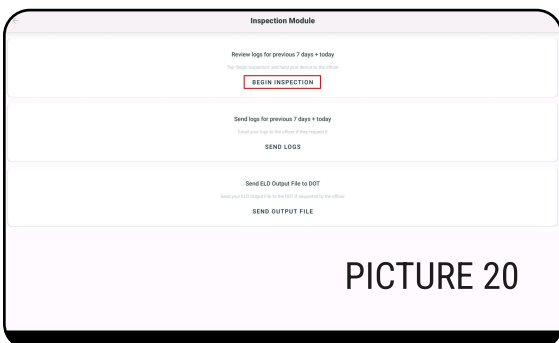 Inspection Module
Review logs for previous 7 days + today
Tap "Begin Inspection" and hand your device to the officer
BEGIN INSPECTION
Send logs for previous 7 days + today
Email your logs to the officer, if they request it
SEND LOGS
Send ELD Output File to DOT
Send your ELD output File to the DOT if requested by the officer
SEND OUTPUT FILE
PICTURE 20